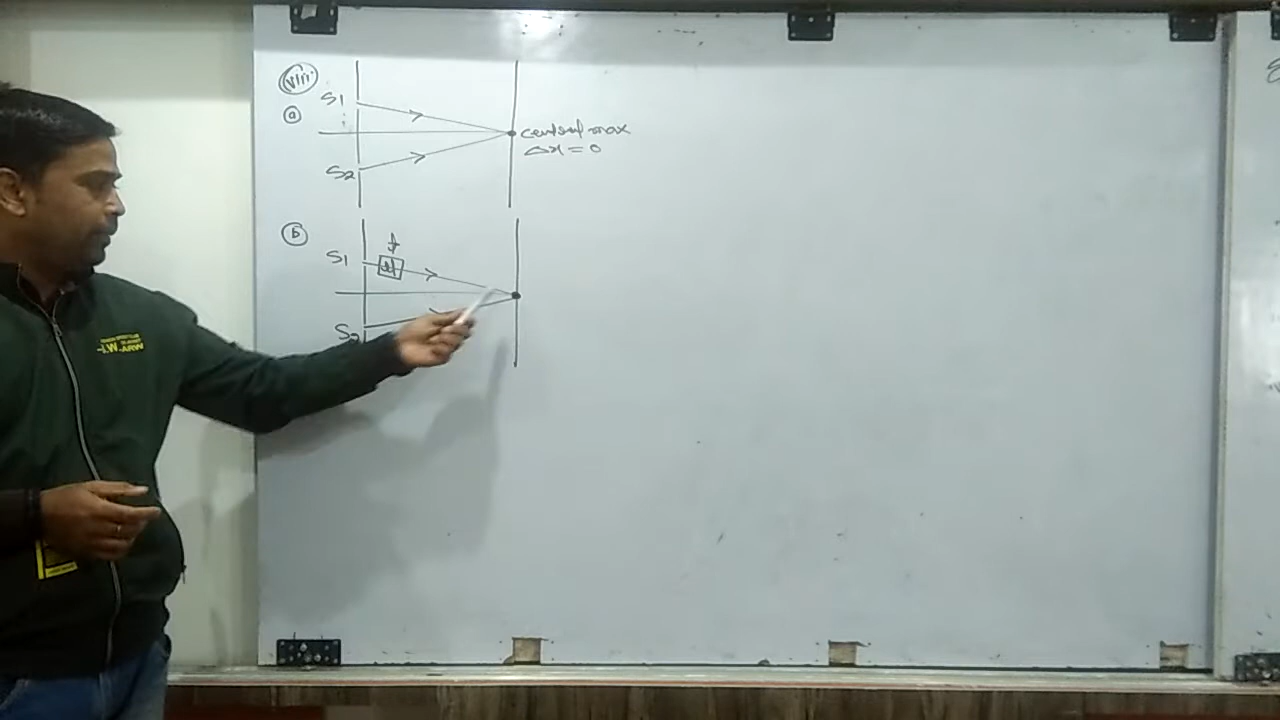 VIII
a
S1
S2
central max
Δx = 0
b
t
S1
μ
S2